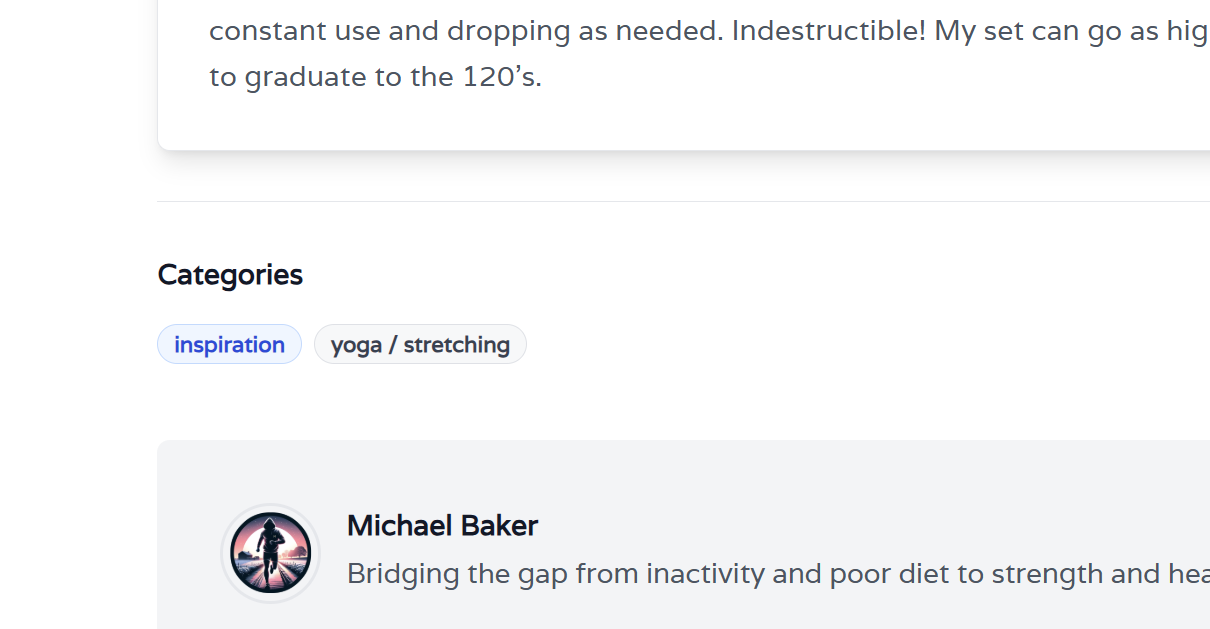 constant use and dropping as needed. Indestructible! My set can go as hig
to graduate to the 120’s.
Categories
inspiration
yoga / stretching
Michael Baker
Bridging the gap from inactivity and poor diet to strength and hea